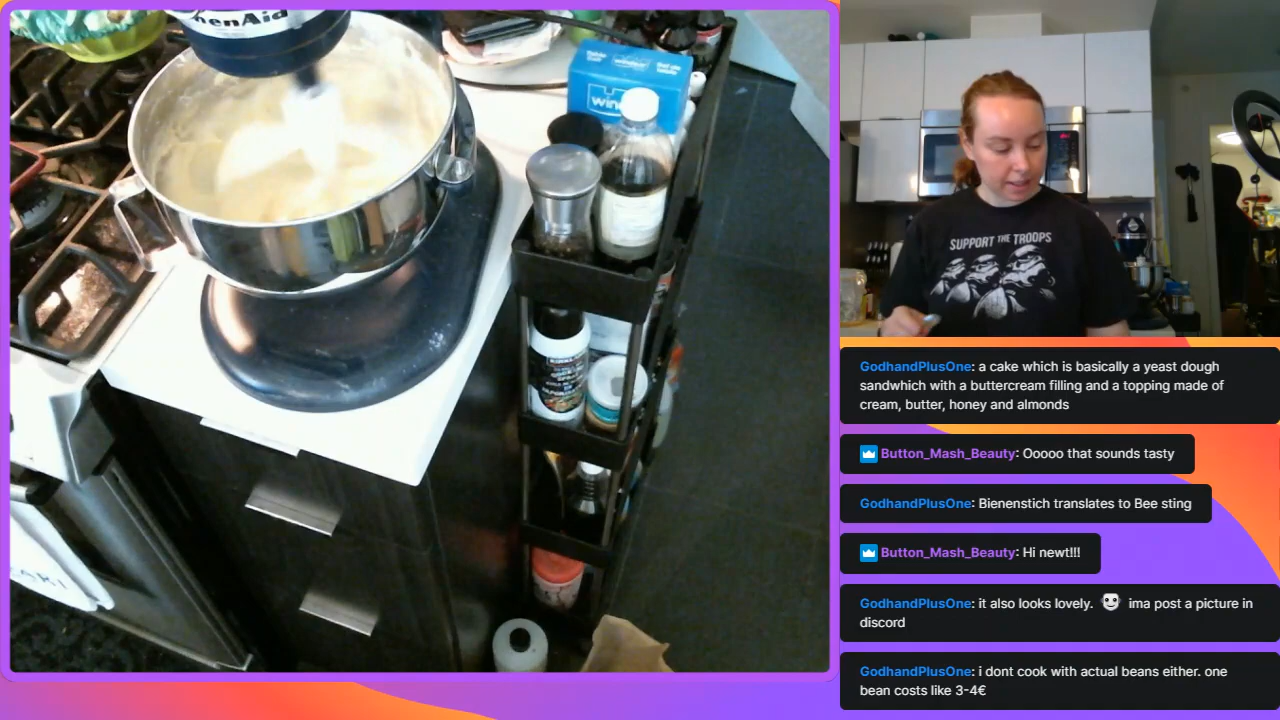 henAid
windsor
win
SUPPORT THE TROOPS
GodhandPlusOne: a cake which is basically a yeast dough
sandwhich with a buttercream filling and a topping made of
cream, butter, honey and almonds
Button_Mash_Beauty: Ooooo that sounds tasty
GodhandPlusOne: Bienenstich translates to Bee sting
Button_Mash_Beauty: Hi newt!!!
GodhandPlusOne: it also looks lovely. ima post a picture in
discord
GodhandPlusOne: i dont cook with actual beans either. one
bean costs like 3-4€